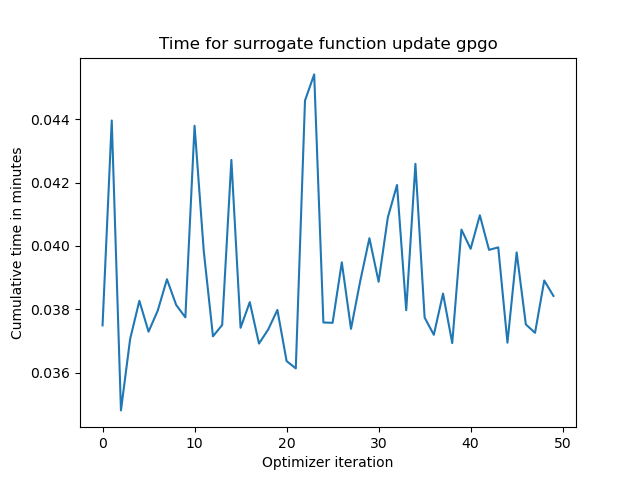 Time for surrogate function update gpgo
0.044
0.042
0.040
0.038
0.036
Cumulative time in minutes
0 10 20 30 40 50
Optimizer iteration